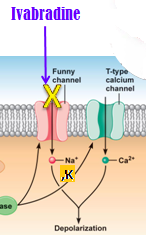 Ivabradine
Funny
channel
T-type
calcium
channel
Na+
,K
Ca2+
ase
Depolarization